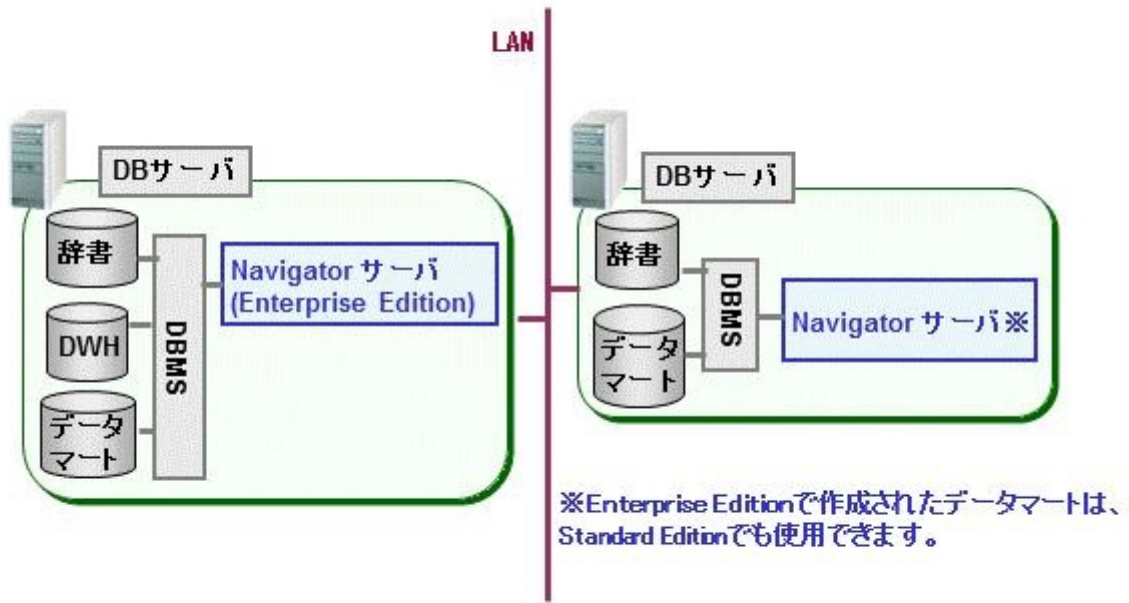 LAN
DBサーバ
辞書
DWH
データ
マート
DBMS
Navigator サーバ
(Enterprise Edition)
DBサーバ
辞書
データ
マート
DBMS
Navigator サーバ※
※Enterprise Editionで作成されたデータマートは、
Standard Editionでも使用できます。